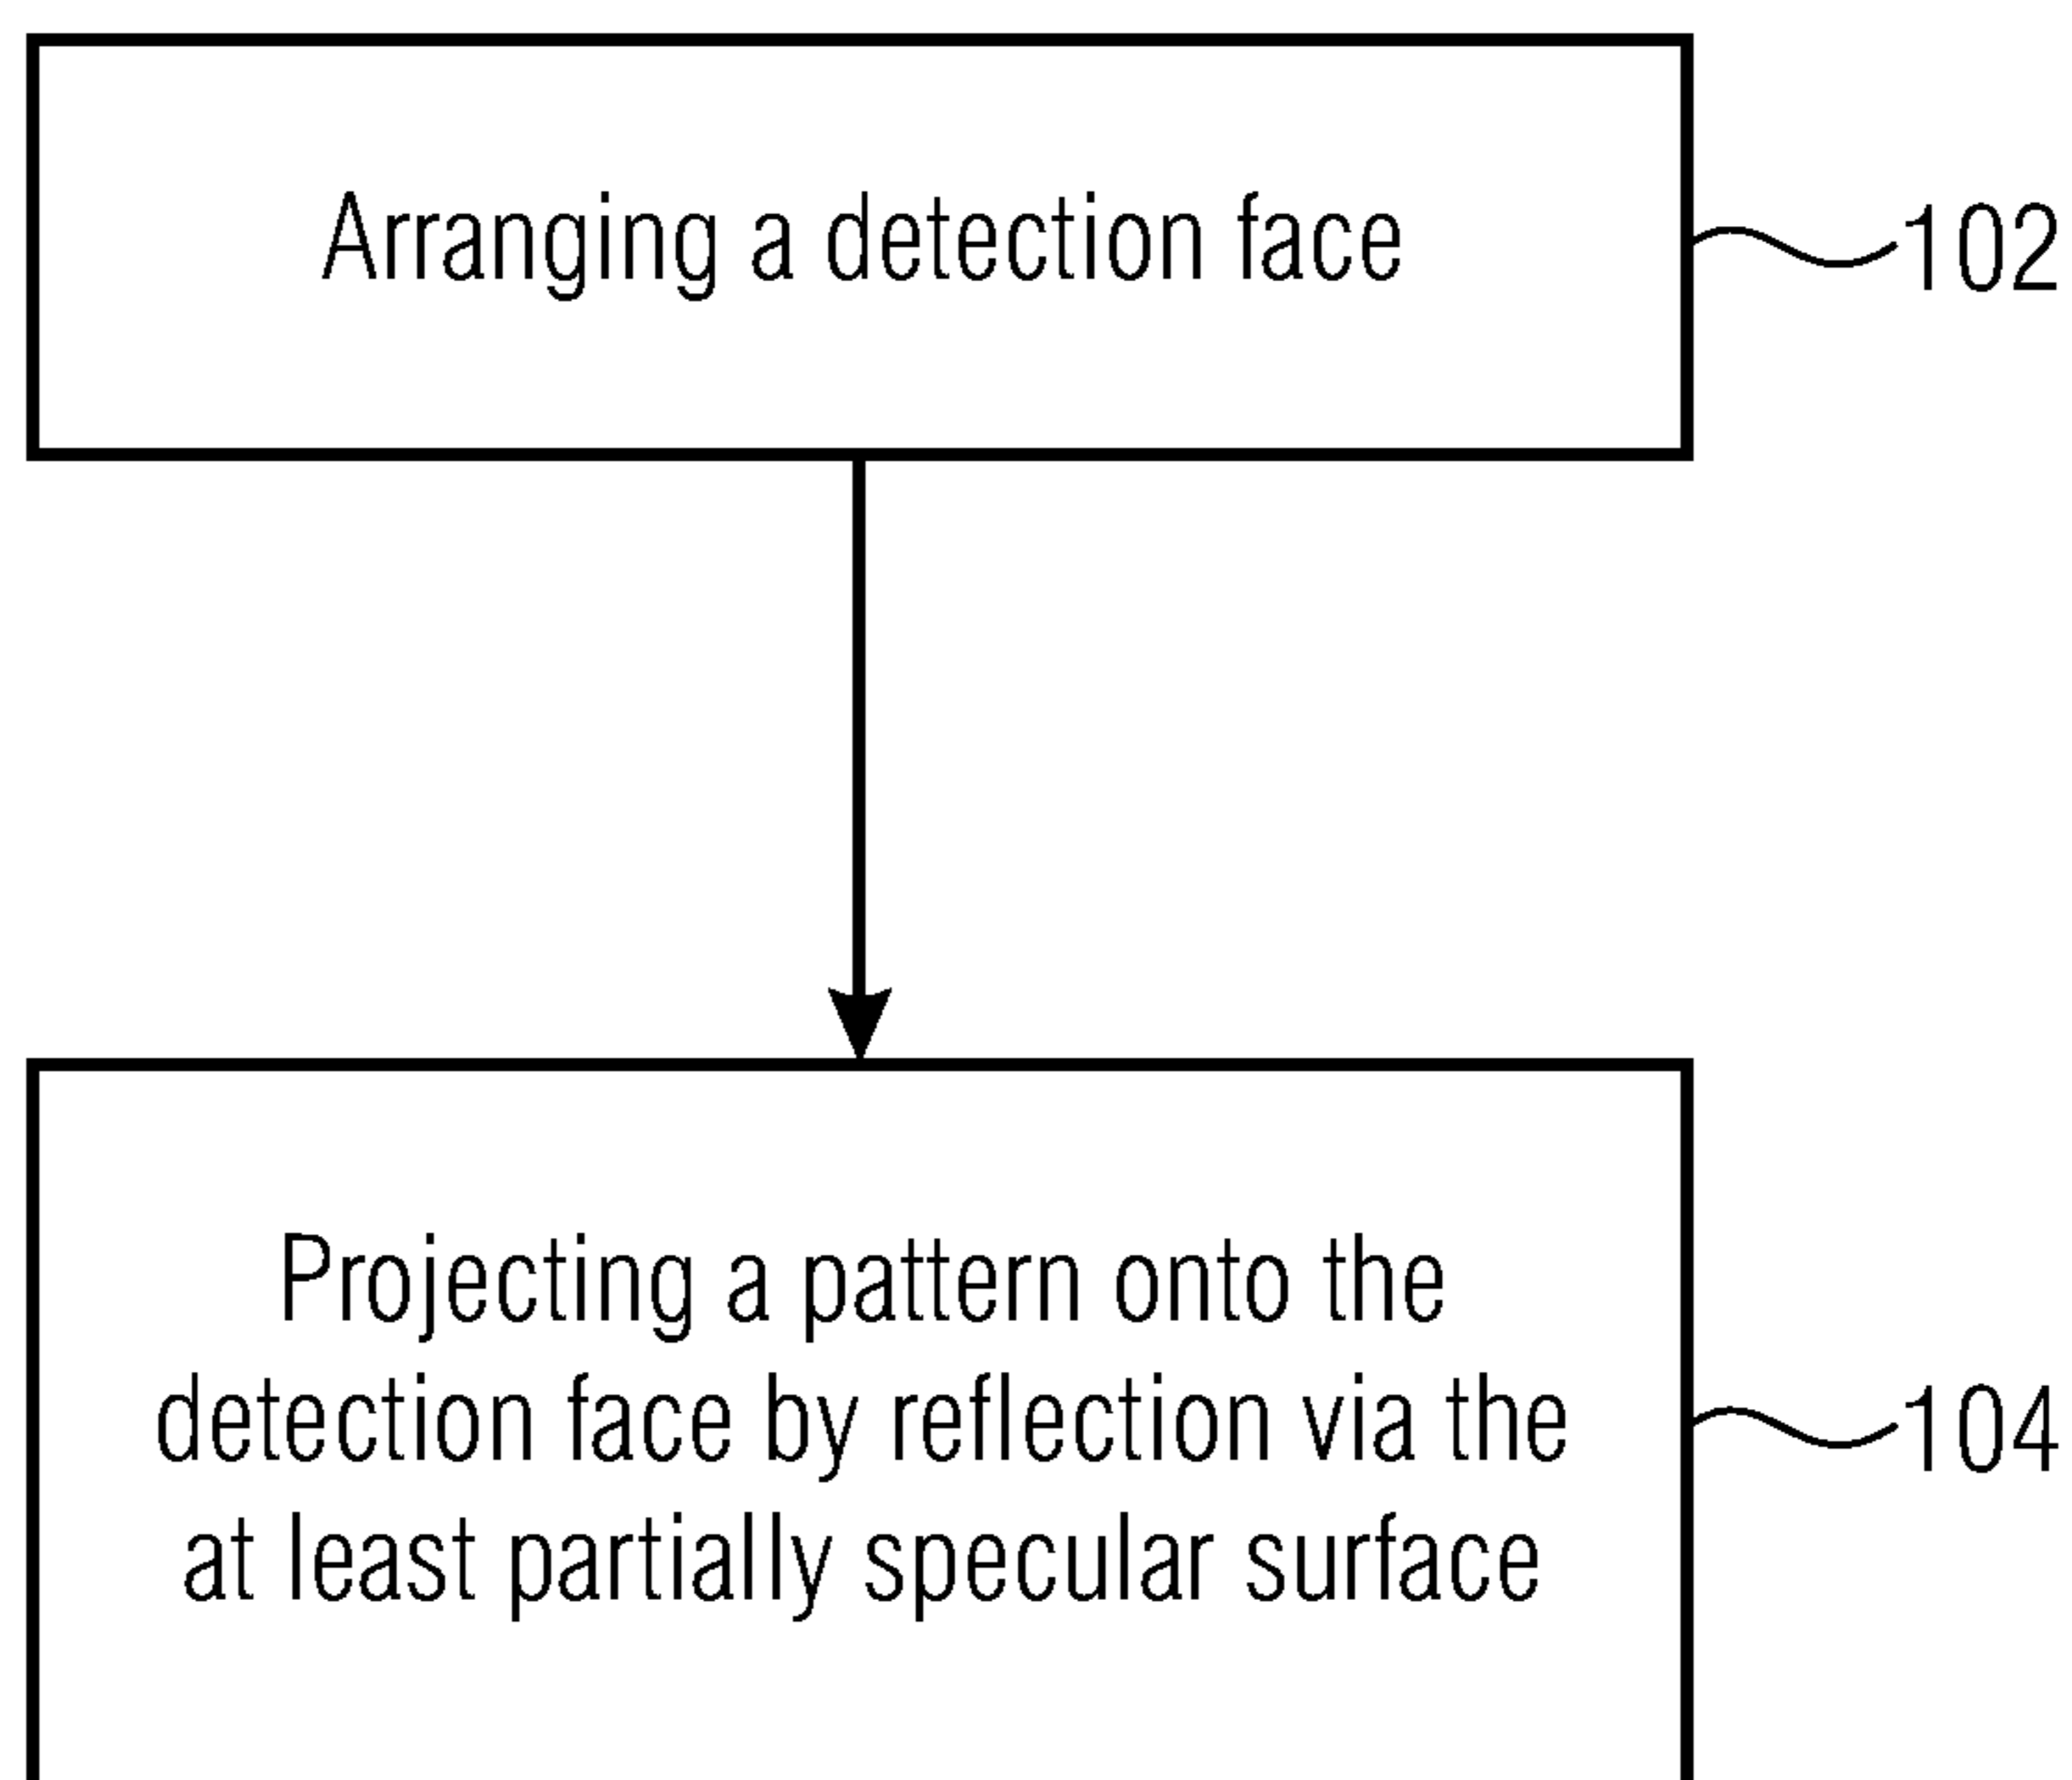 Arranging a detection face
102
Projecting a pattern onto the
detection face by reflection via the
at least partially specular surface
104